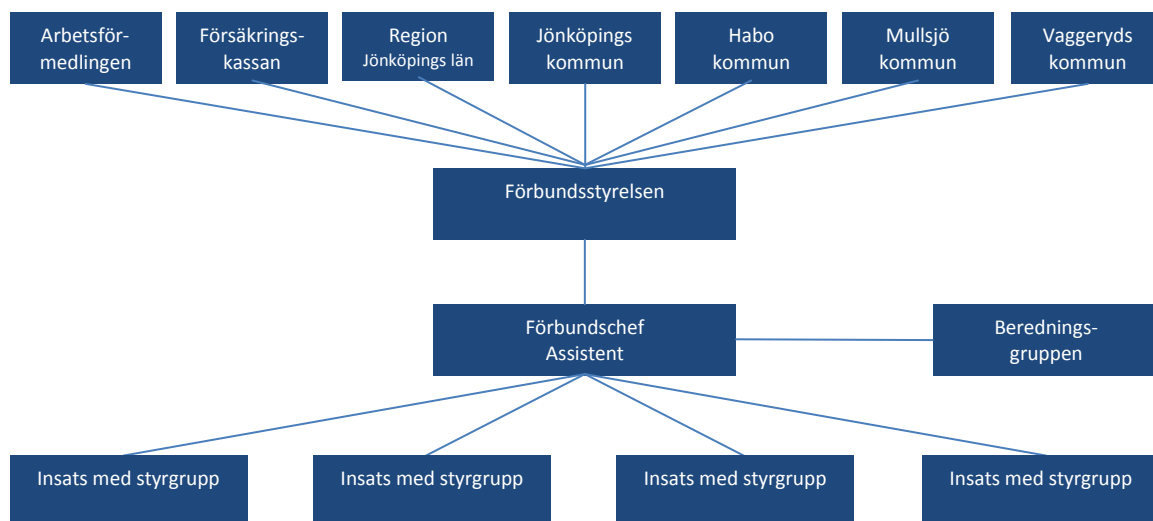 Arbetsför-
medlingen
Försäkrings-
kassan
Region
Jönköpings län
Jönköpings
kommun
Habo
kommun
Mullsjö
kommun
Vaggeryds
kommun
Förbundsstyrelsen
Förbundschef
Assistent
Berednings-
gruppen
Insats med styrgrupp
Insats med styrgrupp
Insats med styrgrupp
Insats med styrgrupp